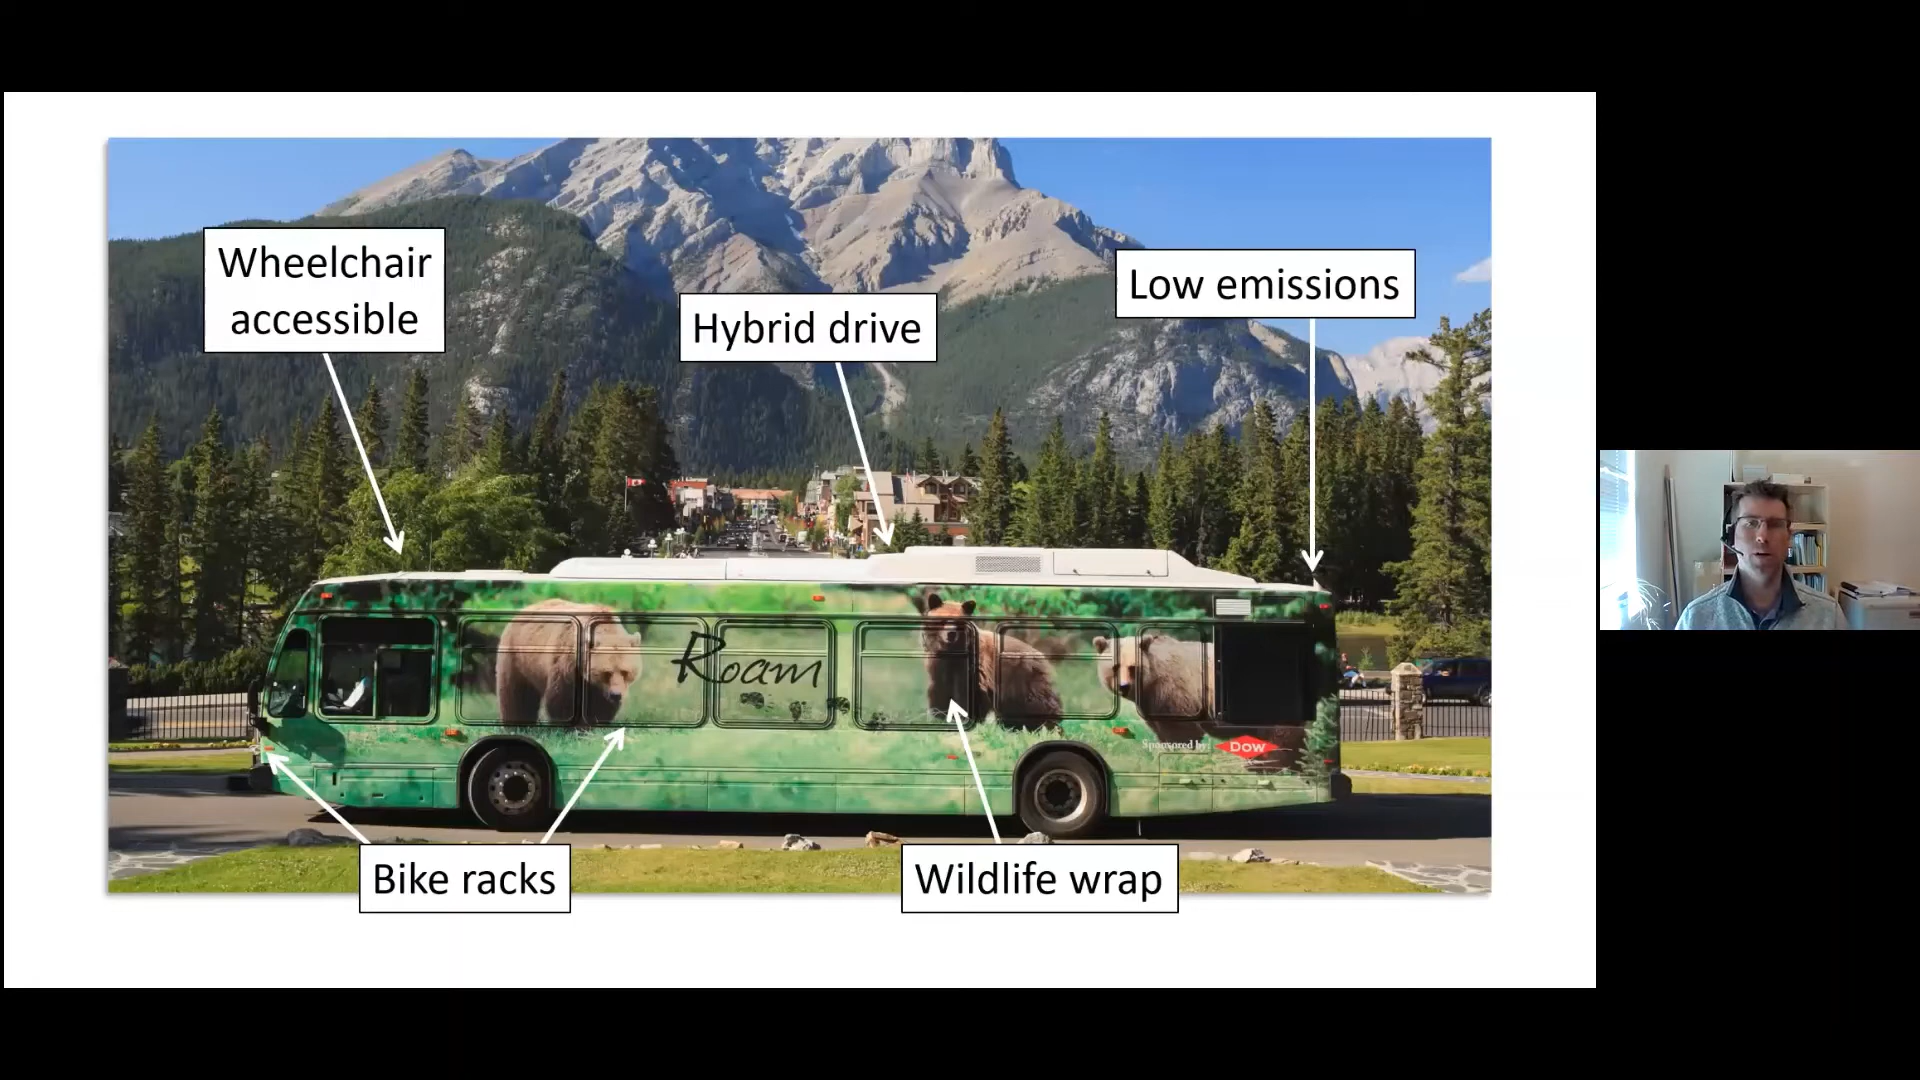 Wheelchair
accessible
Hybrid drive
Low emissions
Roam
Sponsored by:
Dow
Bike racks
Wildlife wrap